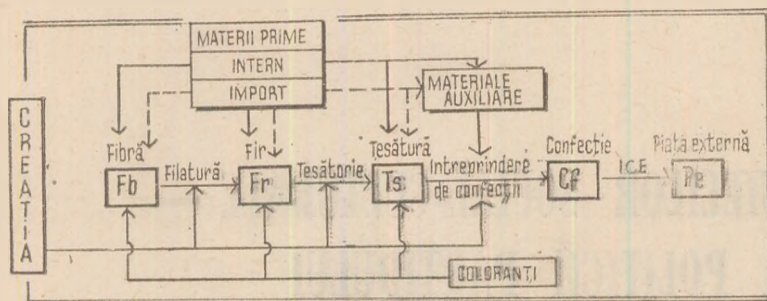 MATERII PRIME
INTERN
IMPORT
MATERIALE
AUXILIARE
CREAȚIA
Fibră
Fir
Țesătură
Confecție
Piața externă
Fb
Filatură
Fr
Țesătorie
Ts
Întreprindere
de confecții
Cf
I.C.E.
Pe
COLORANȚI